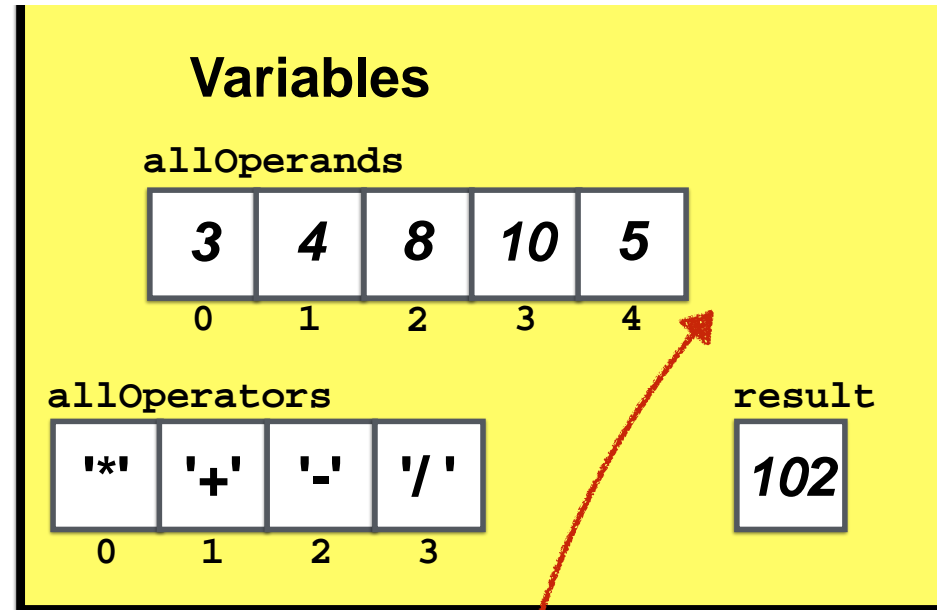 Variables
allOperands
3 4 8 10 5
0 1 2 3 4
allOperators
'*' '+' '-' '/ '
0 1 2 3
result
102